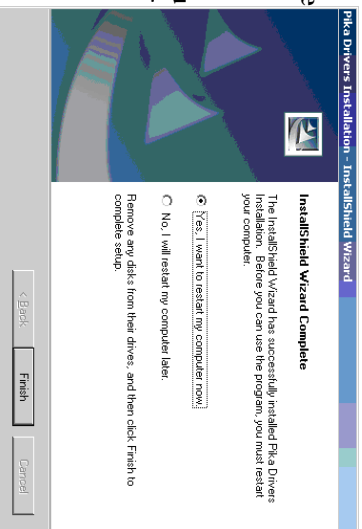 Pika Drivers Installation - InstallShield Wizard
InstallShield Wizard Complete
The InstallShield Wizard has successfully installed Pika Drivers
Installation. Before you can use the program, you must restart
your computer.
Yes, I want to restart my computer now.
No, I will restart my computer later.
Remove any disks from their drives, and then click Finish to
complete setup.
< Back
Finish
Cancel